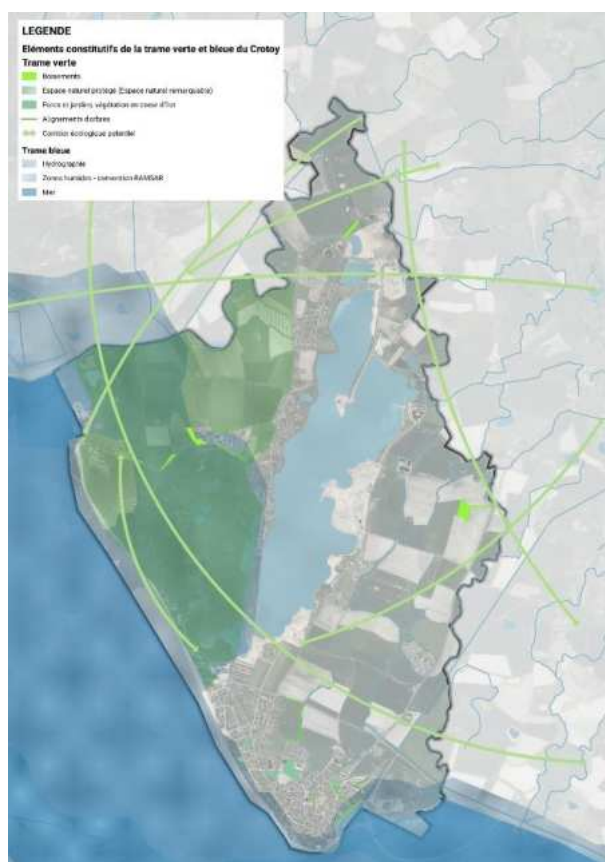 LEGENDE
Eléments constitutifs de la trame verte et bleue du Crotoy
Trame verte
Boisements
Espace naturel protégé (Espace naturel remarquable)
Parcs et jardins, végétation en coeur d'îlot
Alignements d'arbres
Corridor écologique potentiel
Trame bleue
Hydrographie
Zones humides - convention RAMSAR
Mer